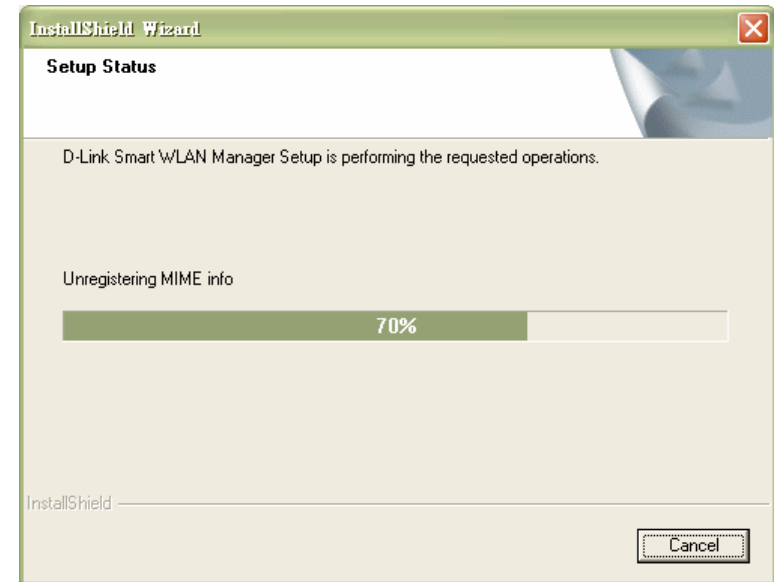 InstallShield Wizard
Setup Status
D-Link Smart WLAN Manager Setup is performing the requested operations.
Unregistering MIME info
70%
InstallShield
Cancel